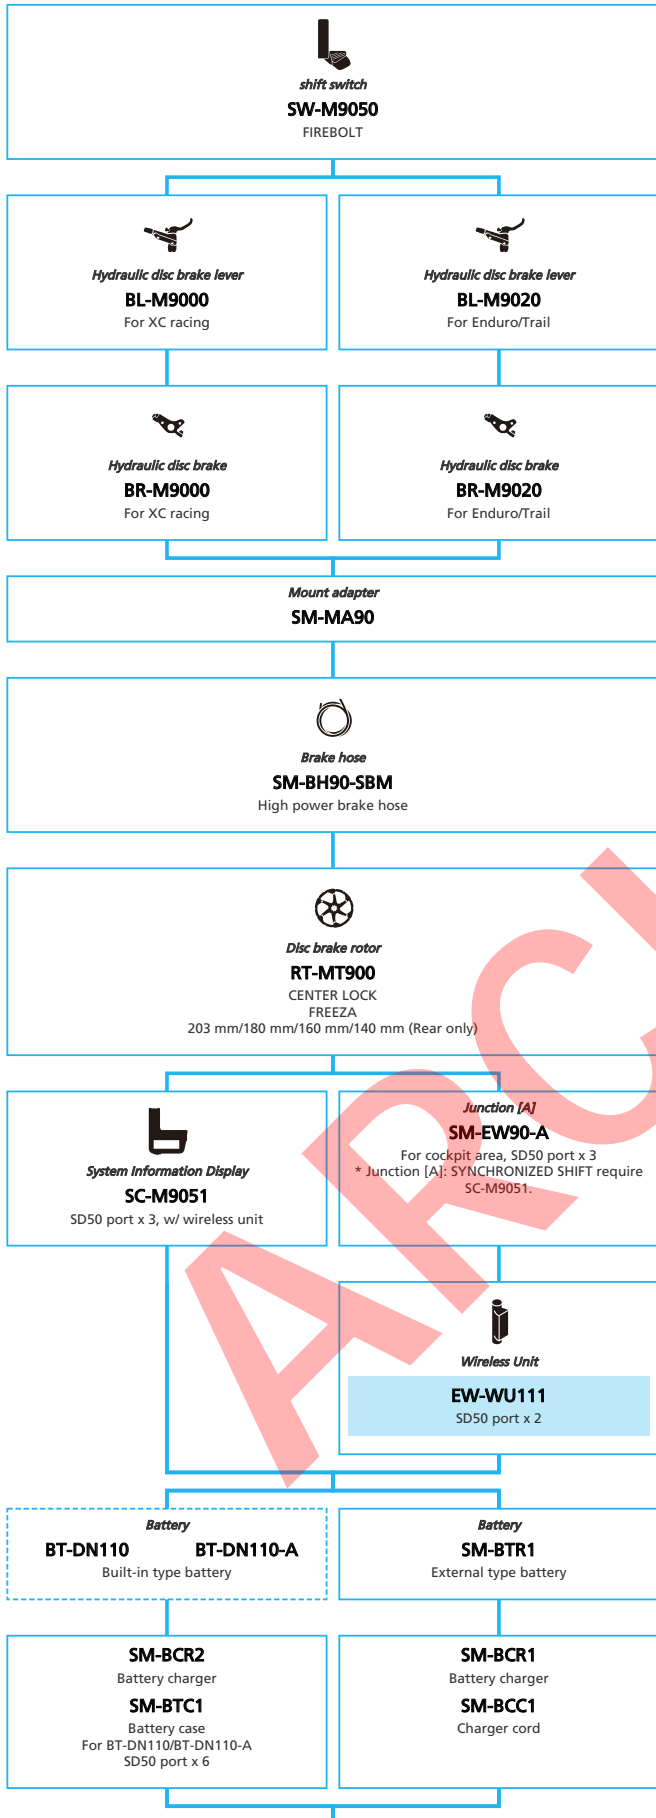 shift switch
SW-M9050
FIREBOLT
Hydraulic disc brake lever
BL-M9000
For XC racing
Hydraulic disc brake lever
BL-M9020
For Enduro/Trail
Hydraulic disc brake
BR-M9000
For XC racing
Hydraulic disc brake
BR-M9020
For Enduro/Trail
Mount adapter
SM-MA90
Brake hose
SM-BH90-SBM
High power brake hose
Disc brake rotor
RT-MT900
CENTER LOCK
FREEZA
203 mm/180 mm/160 mm/140 mm (Rear only)
System Information Display
SC-M9051
SD50 port x 3, w/ wireless unit
Junction [A]
SM-EW90-A
For cockpit area, SD50 port x 3
* Junction [A]: SYNCHRONIZED SHIFT require
SC-M9051.
Wireless Unit
EW-WU111
SD50 port x 2
Battery
BT-DN110 BT-DN110-A
Built-in type battery
Battery
SM-BTR1
External type battery
SM-BCR2
Battery charger
SM-BTC1
Battery case
For BT-DN110/BT-DN110-A
SD50 port x 6
SM-BCR1
Battery charger
SM-BCC1
Charger cord